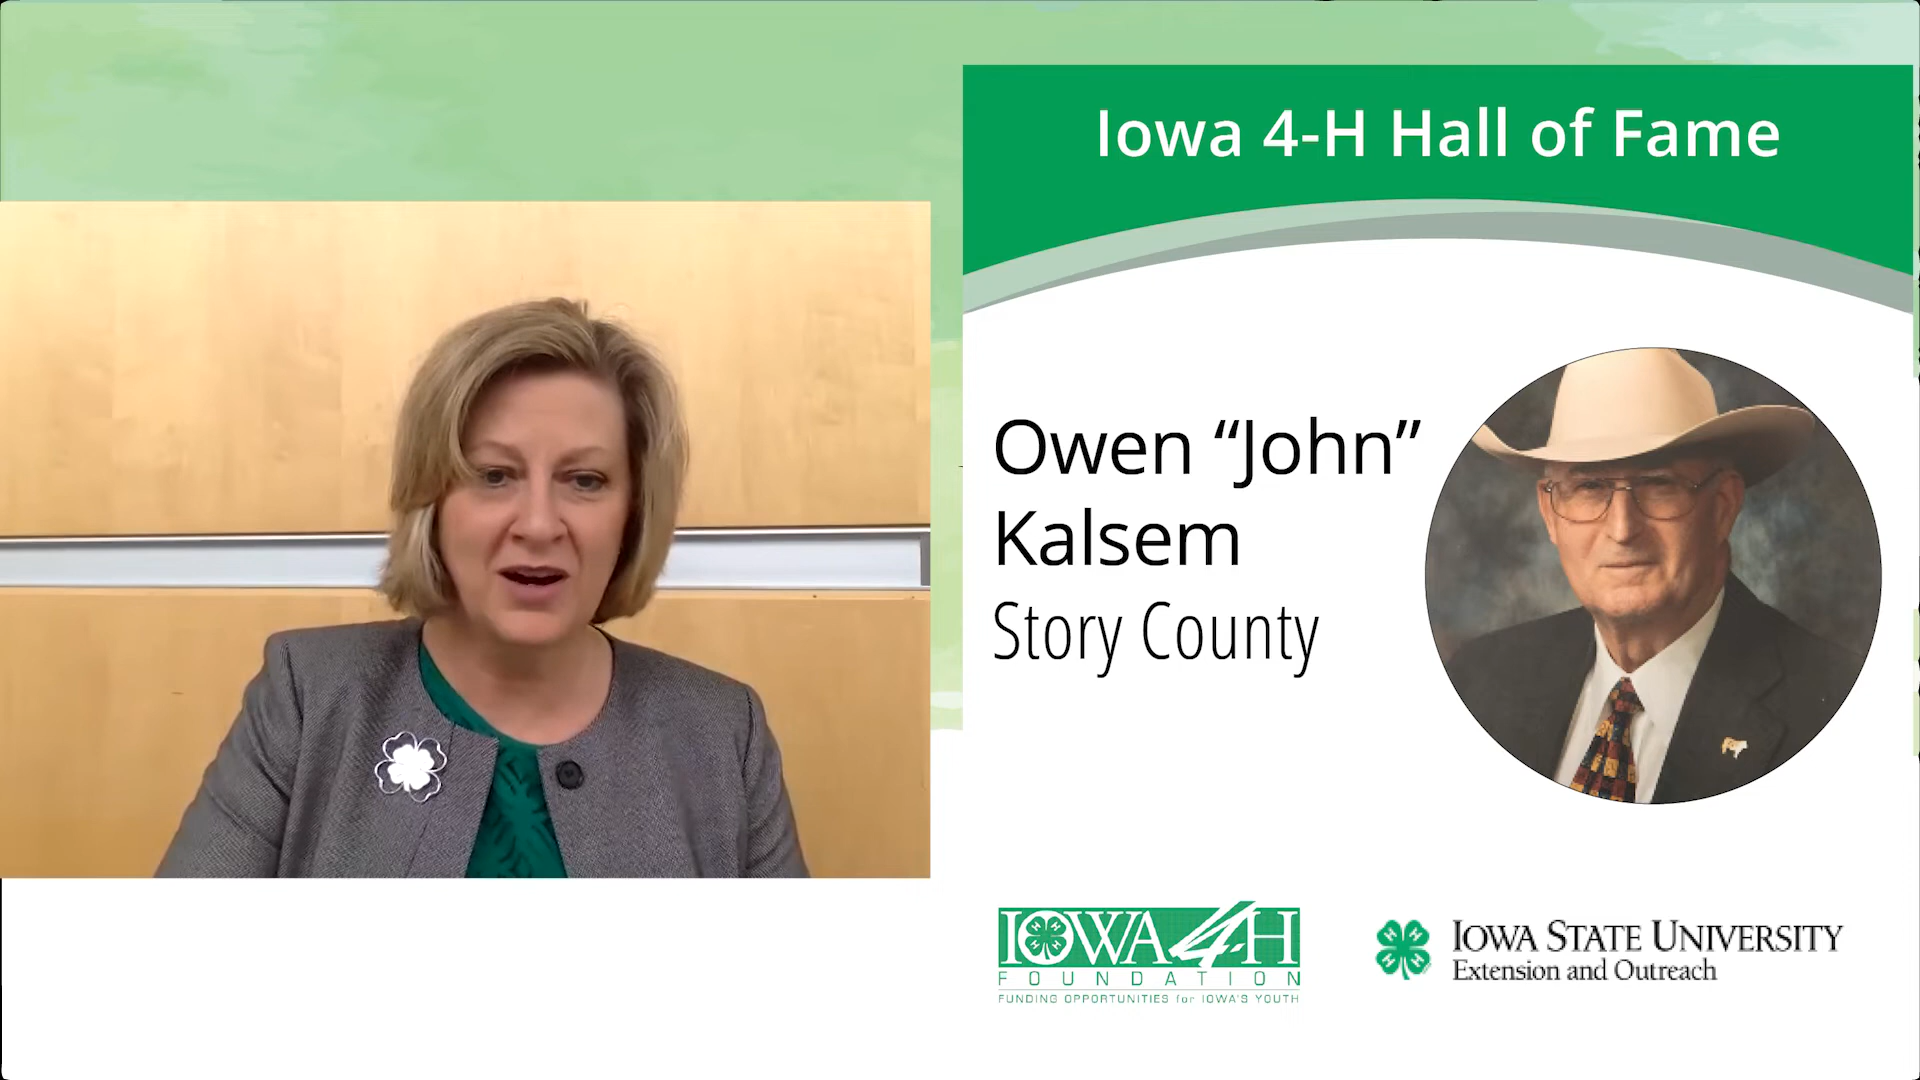 Iowa 4-H Hall of Fame
Owen “John”
Kalsem
Story County
IOWA 4-H
FOUNDATION
FUNDING OPPORTUNITIES for IOWA'S YOUTH
H H H H
IOWA STATE UNIVERSITY
Extension and Outreach